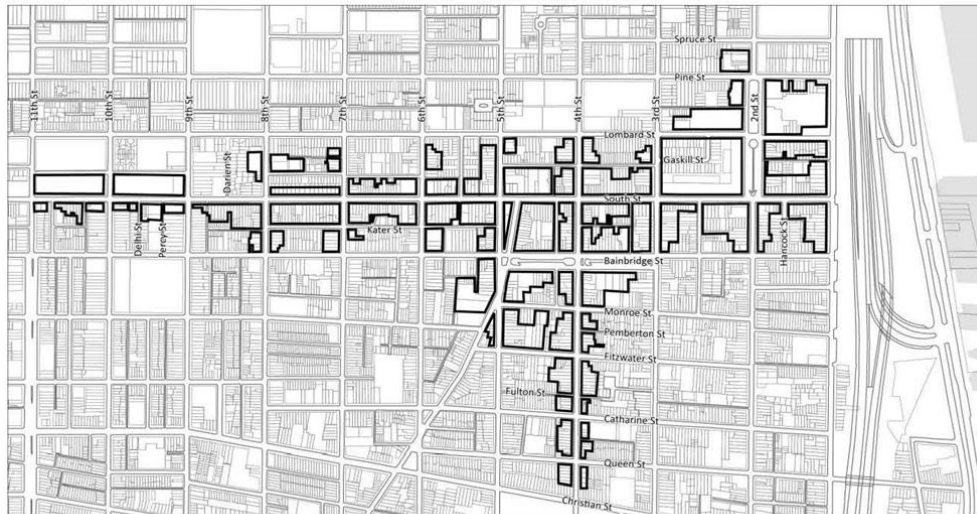 Spruce St
Pine St
11th St
10th St
9th St
8th St
7th St
6th St
5th St
4th St
3rd St
2nd St
Lombard St
Darien St
Gaskill St
South St
Delhi St
Percy St
Kater St
Hancock St
Bainbridge St
Monroe St
Pemberton St
Fitzwater St
Fulton St
Catharine St
Queen St
Christian St